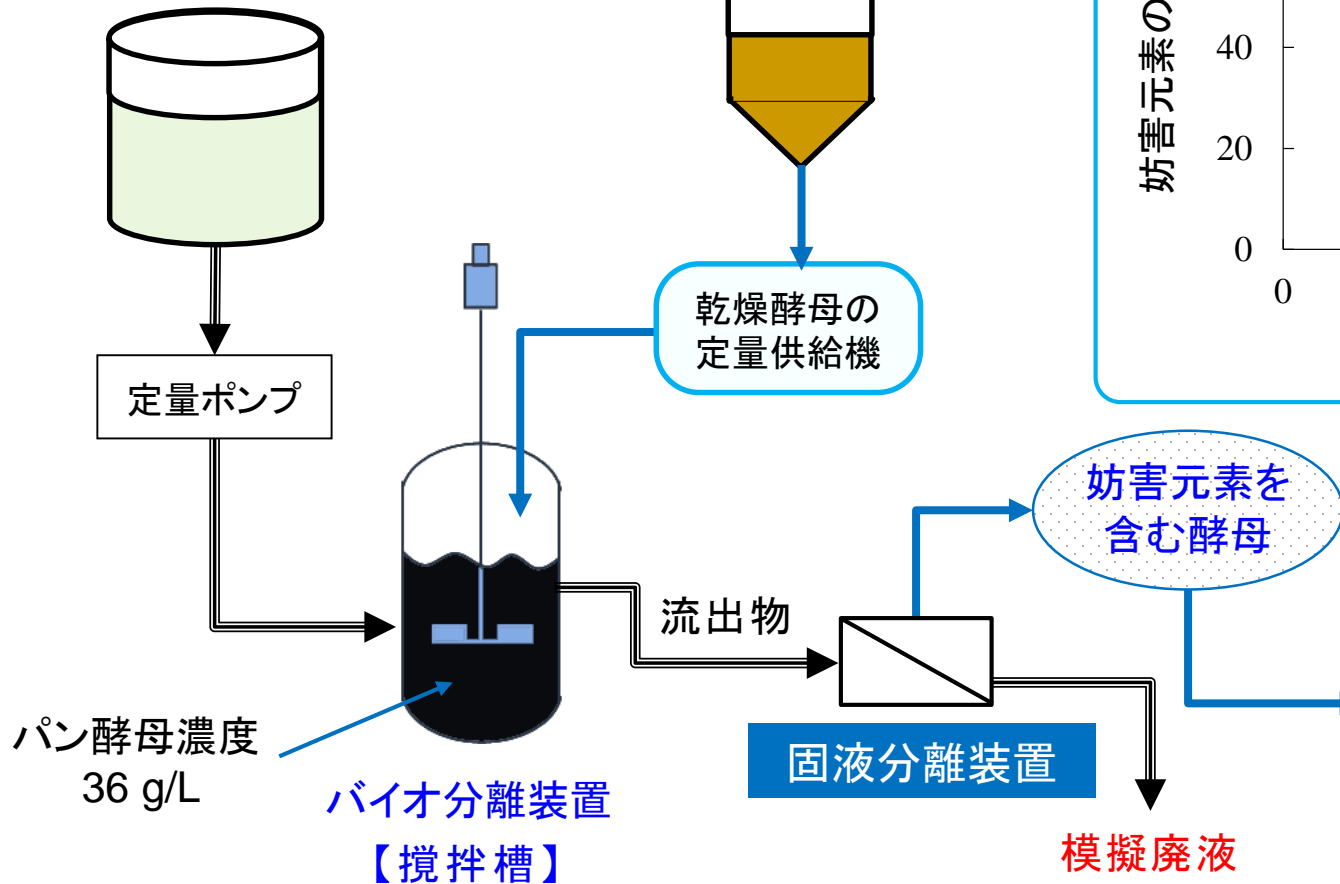 妨害元素の
40
20
0
0
乾燥酵母の
定量供給機
定量ポンプ
妨害元素を
含む酵母
流出物
パン酵母濃度
36 g/L
バイオ分離装置
【撹拌槽】
固液分離装置
模擬廃液